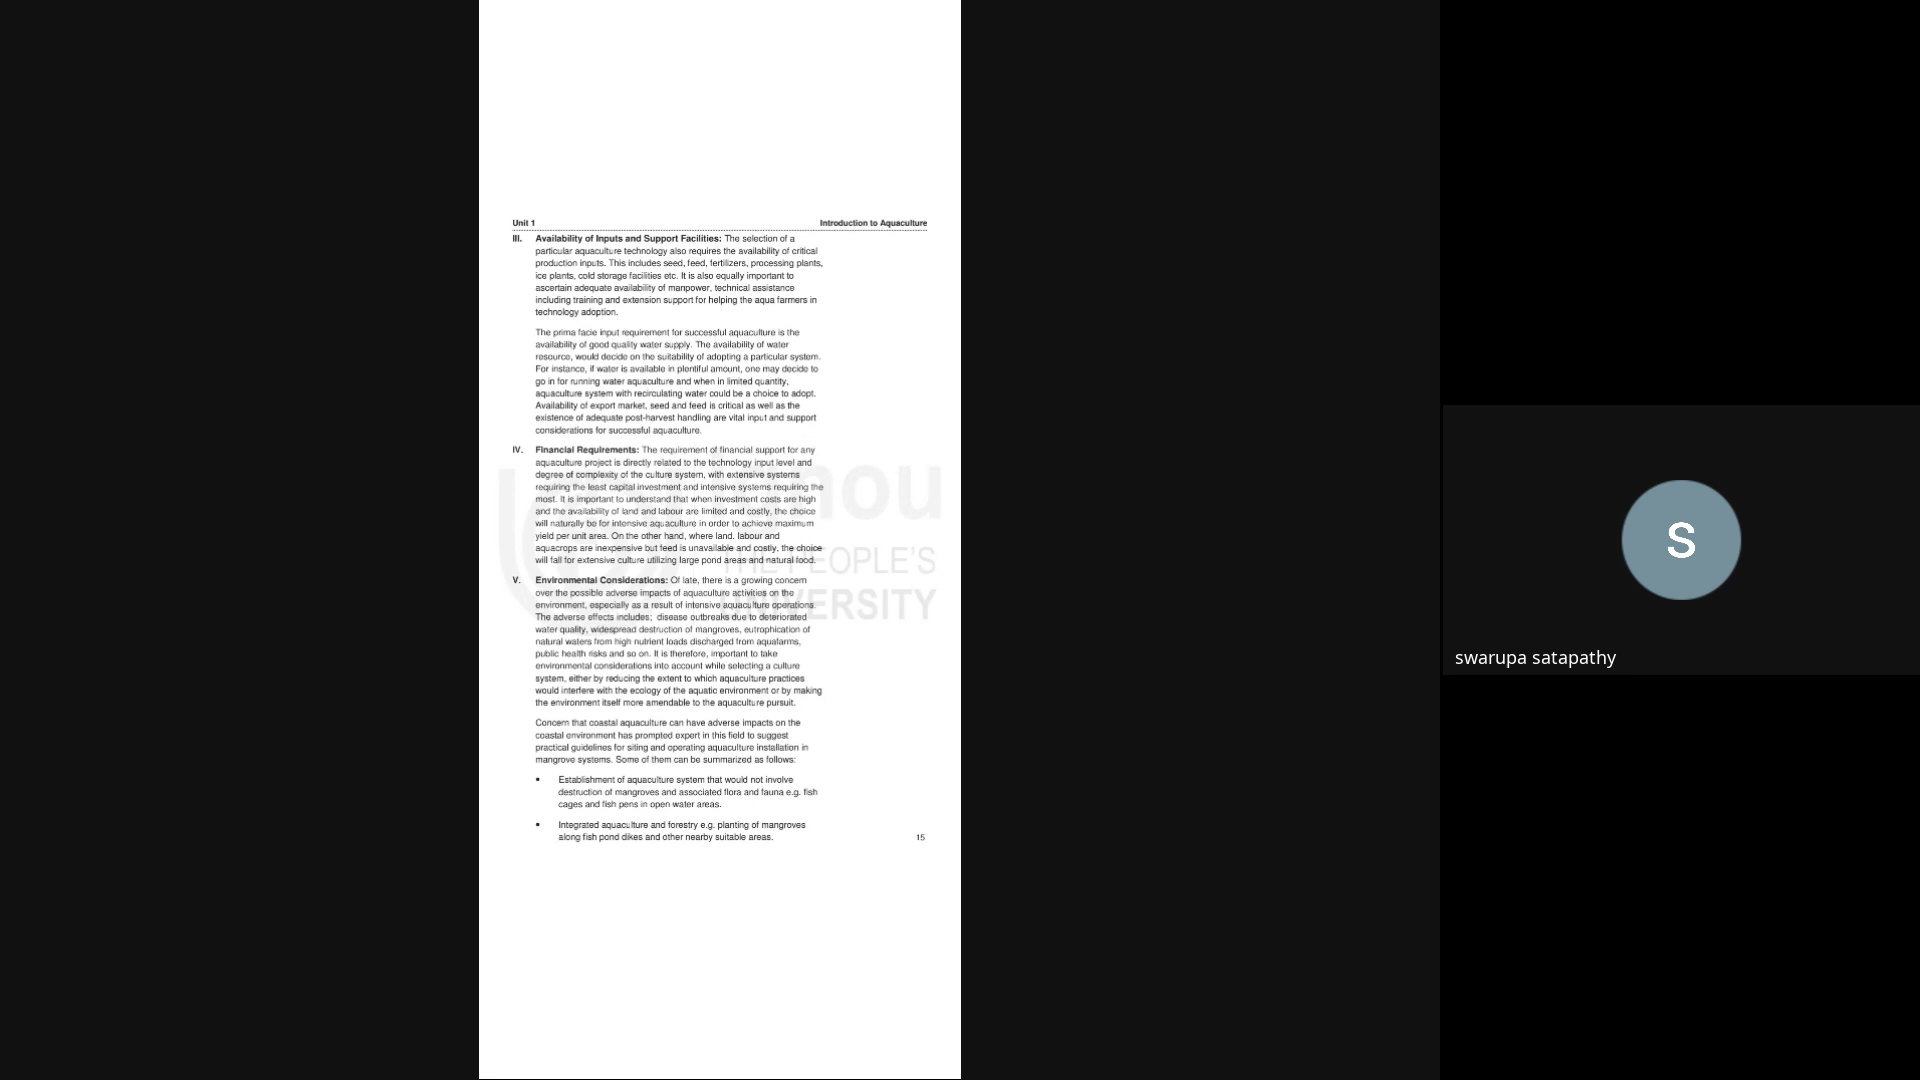 Unit 1
Introduction to Aquaculture
III. Availability of Inputs and Support Facilities: The selection of a
particular aquaculture technology also requires the availability of critical
production inputs. This includes seed, feed, fertilizers, processing plants,
ice plants, cold storage facilities etc. It is also equally important to
ascertain adequate availability of manpower, technical assistance
including training and extension support for helping the aqua farmers in
technology adoption.
The prima facie input requirement for successful aquaculture is the
availability of good quality water supply. The availability of water
resource, would decide on the suitability of adopting a particular system.
For instance, if water is available in plentiful amount, one may decide to
go in for running water aquaculture and when in limited quantity,
aquaculture system with recirculating water could be a choice to adopt.
Availability of export market, seed and feed is critical as well as the
existence of adequate post-harvest handling are vital input and support
considerations for successful aquaculture.
IV. Financial Requirements: The requirement of financial support for any
aquaculture project is directly related to the technology input level and
degree of complexity of the culture system, with extensive systems
requiring the least capital investment and intensive systems requiring the
most. It is important to understand that when investment costs are high
and the availability of land and labour are limited and costly, the choice
will naturally be for intensive aquaculture in order to achieve maximum
yield per unit area. On the other hand, where land, labour and
aquacrops are inexpensive but feed is unavailable and costly, the choice
will fall for extensive culture utilizing large pond areas and natural food.
V. Environmental Considerations: Of late, there is a growing concern
over the possible adverse impacts of aquaculture activities on the
environment, especially as a result of intensive aquaculture operations.
The adverse effects includes; disease outbreaks due to deteriorated
water quality, widespread destruction of mangroves, eutrophication of
natural waters from high nutrient loads discharged from aquafarms,
public health risks and so on. It is therefore, important to take
environmental considerations into account while selecting a culture
system, either by reducing the extent to which aquaculture practices
would interfere with the ecology of the aquatic environment or by making
the environment itself more amendable to the aquaculture pursuit.
Concern that coastal aquaculture can have adverse impacts on the
coastal environment has prompted expert in this field to suggest
practical guidelines for siting and operating aquaculture installation in
mangrove systems. Some of them can be summarized as follows:
• Establishment of aquaculture system that would not involve
destruction of mangroves and associated flora and fauna e.g. fish
cages and fish pens in open water areas.
• Integrated aquaculture and forestry e.g. planting of mangroves
along fish pond dikes and other nearby suitable areas.
15
THE PEOPLE'S
UNIVERSITY
S
swarupa satapathy